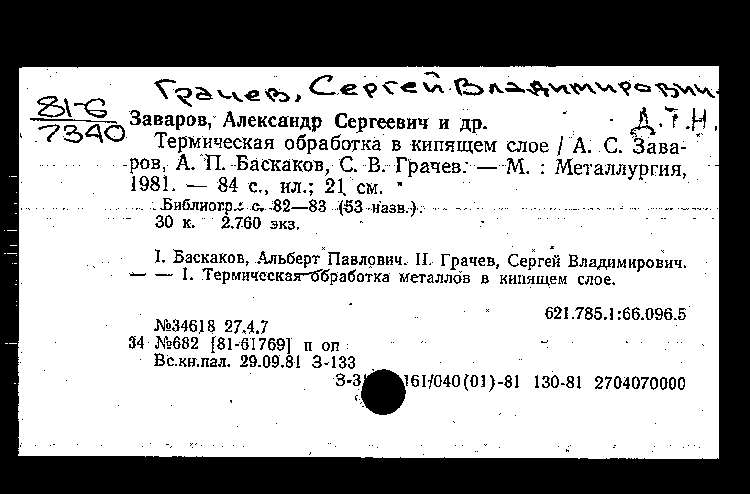 Грачев, Сергей Владимирович
81-6
7340
Заваров, Александр Сергеевич и др.
Д.Т.Н.
Термическая обработка в кипящем слое / А. С. Зава-
ров, А. П. Баскаков, С. В. Грачев. — М. : Металлургия,
1981. — 84 с., ил.; 21 см.
Библиогр.: с. 82—83 (53 назв.).
30 к. 2.760 экз.
I. Баскаков, Альберт Павлович. II. Грачев, Сергей Владимирович.
— — 1. Термическая обработка металлов в кипящем слое.
621.785.1:66.096.5
№34618 27.4.7
34 №682 [81-61769] п оп
Вс.кн.пал. 29.09.81 З-133
161/040(01)-81 130-81 2704070000